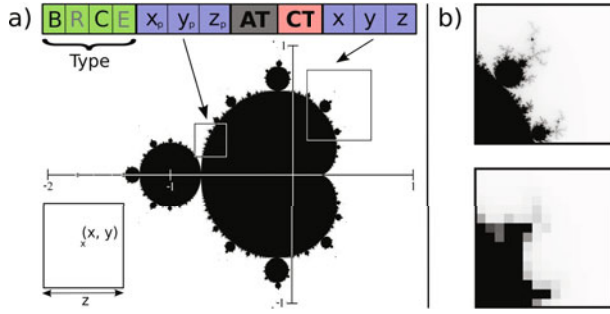 a)
B R C E xp yp zp AT CT x y z
Type
b)
1
-2 -1 1
(x, y)
x
z
-1